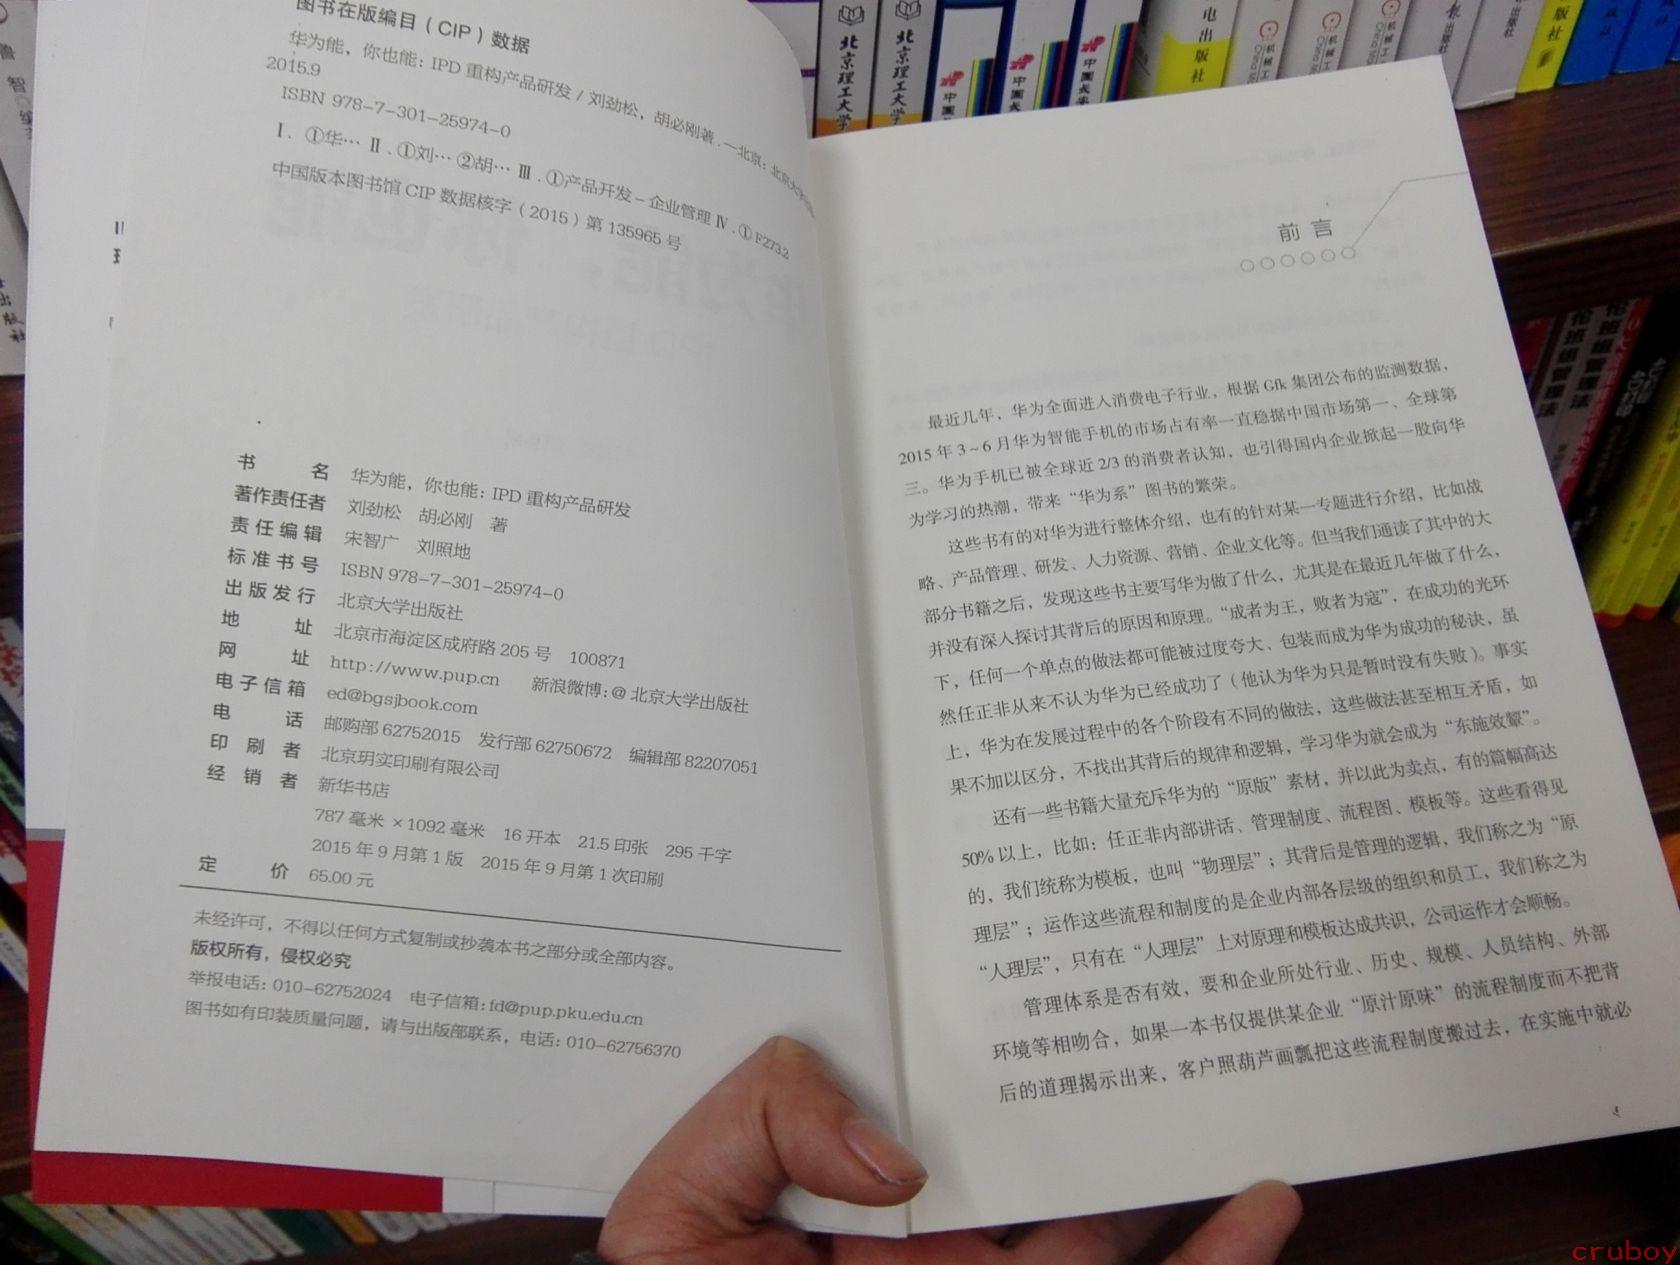 图书在版编目（CIP）数据
华为能，你也能：IPD 重构产品研发 / 刘劲松，胡必刚著．—北京：北京大学出版
2015.9
ISBN 978-7-301-25974-0
Ⅰ．①华… Ⅱ．①刘… ②胡… Ⅲ．①产品开发－企业管理 Ⅳ．① F273.2
中国版本图书馆 CIP 数据核字（2015）第 135965 号
书 名 华为能，你也能：IPD 重构产品研发
著作责任者 刘劲松 胡必刚 著
责任编辑 宋智广 刘照地
标准书号 ISBN 978-7-301-25974-0
出版发行 北京大学出版社
地 址 北京市海淀区成府路 205 号 100871
网 址 http://www.pup.cn 新浪微博：@ 北京大学出版社
电子信箱 ed@bgsjbook.com
电 话 邮购部 62752015 发行部 62750672 编辑部 82207051
印 刷 者 北京玥实印刷有限公司
经 销 者 新华书店
787 毫米 ×1092 毫米 16 开本 21.5 印张 295 千字
2015 年 9 月第 1 版 2015 年 9 月第 1 次印刷
定 价 65.00 元
未经许可，不得以任何方式复制或抄袭本书之部分或全部内容。
版权所有，侵权必究
举报电话：010-62752024 电子信箱：fd@pup.pku.edu.cn
图书如有印装质量问题，请与出版部联系，电话：010-62756370
前言
最近几年，华为全面进入消费电子行业，根据 Gfk 集团公布的监测数据，
2015 年 3～6 月华为智能手机的市场占有率一直稳据中国市场第一、全球第
三。华为手机已被全球近 2/3 的消费者认知，也引得国内企业掀起一股向华
为学习的热潮，带来“华为系”图书的繁荣。
这些书有的对华为进行整体介绍，也有的针对某一专题进行介绍，比如战
略、产品管理、研发、人力资源、营销、企业文化等。但当我们通读了其中的大
部分书籍之后，发现这些书主要写华为做了什么，尤其是在最近几年做了什么，
并没有深入探讨其背后的原因和原理。“成者为王，败者为寇”，在成功的光环
下，任何一个单点的做法都可能被过度夸大、包装而成为华为成功的秘诀，虽
然任正非从来不认为华为已经成功了（他认为华为只是暂时没有失败）。事实
上，华为在发展过程中的各个阶段有不同的做法，这些做法甚至相互矛盾，如
果不加以区分，不找出其背后的规律和逻辑，学习华为就会成为“东施效颦”。
还有一些书籍大量充斥华为的“原版”素材，并以此为卖点，有的篇幅高达
50% 以上，比如：任正非内部讲话、管理制度、流程图、模板等。这些看得见
的，我们统称为模板，也叫“物理层”；其背后是管理的逻辑，我们称之为“原
理层”；运作这些流程和制度的是企业内部各层级的组织和员工，我们称之为
“人理层”，只有在“人理层”上对原理和模板达成共识，公司运作才会顺畅。
管理体系是否有效，要和企业所处行业、历史、规模、人员结构、外部
环境等相吻合，如果一本书仅提供某企业“原汁原味”的流程制度而不把背
后的道理揭示出来，客户照葫芦画瓢把这些流程制度搬过去，在实施中就必
北京理工大学
北京理工大学
电出版社
cruboy